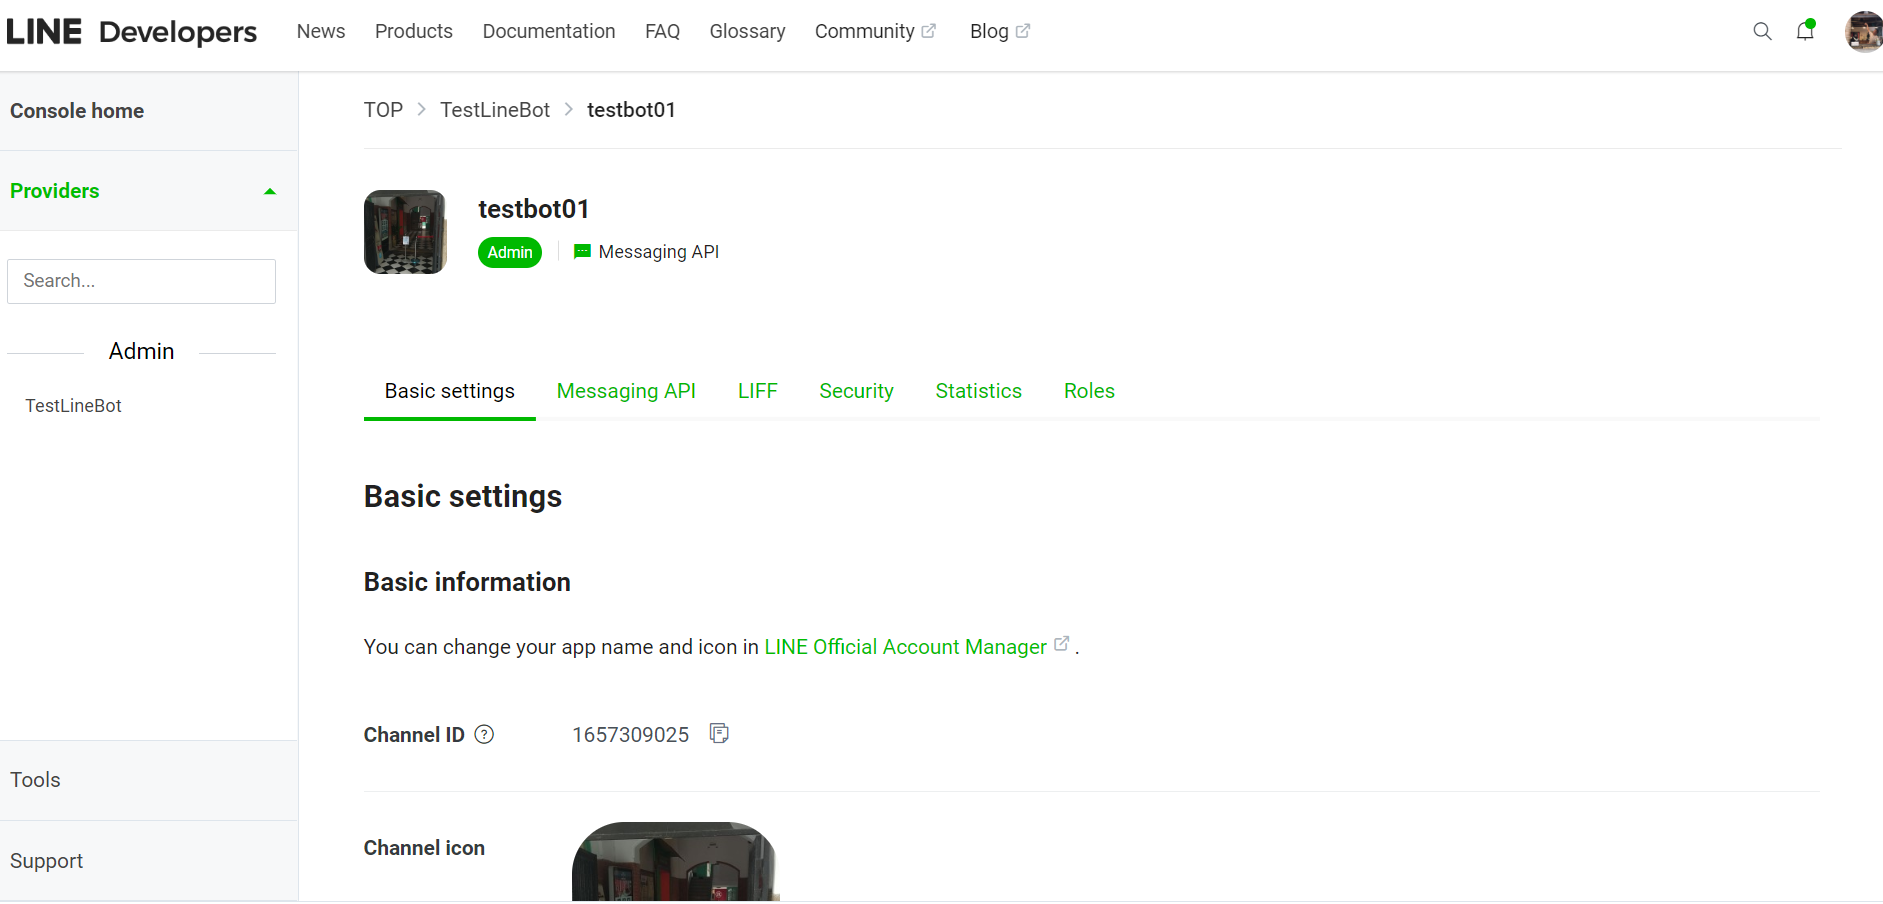 LINE Developers News Products Documentation FAQ Glossary Community Blog
Console home
Providers
Search...
Admin
TestLineBot
Tools
Support
TOP > TestLineBot > testbot01
testbot01
Admin Messaging API
Basic settings Messaging API LIFF Security Statistics Roles
Basic settings
Basic information
You can change your app name and icon in LINE Official Account Manager .
Channel ID ? 1657309025
Channel icon